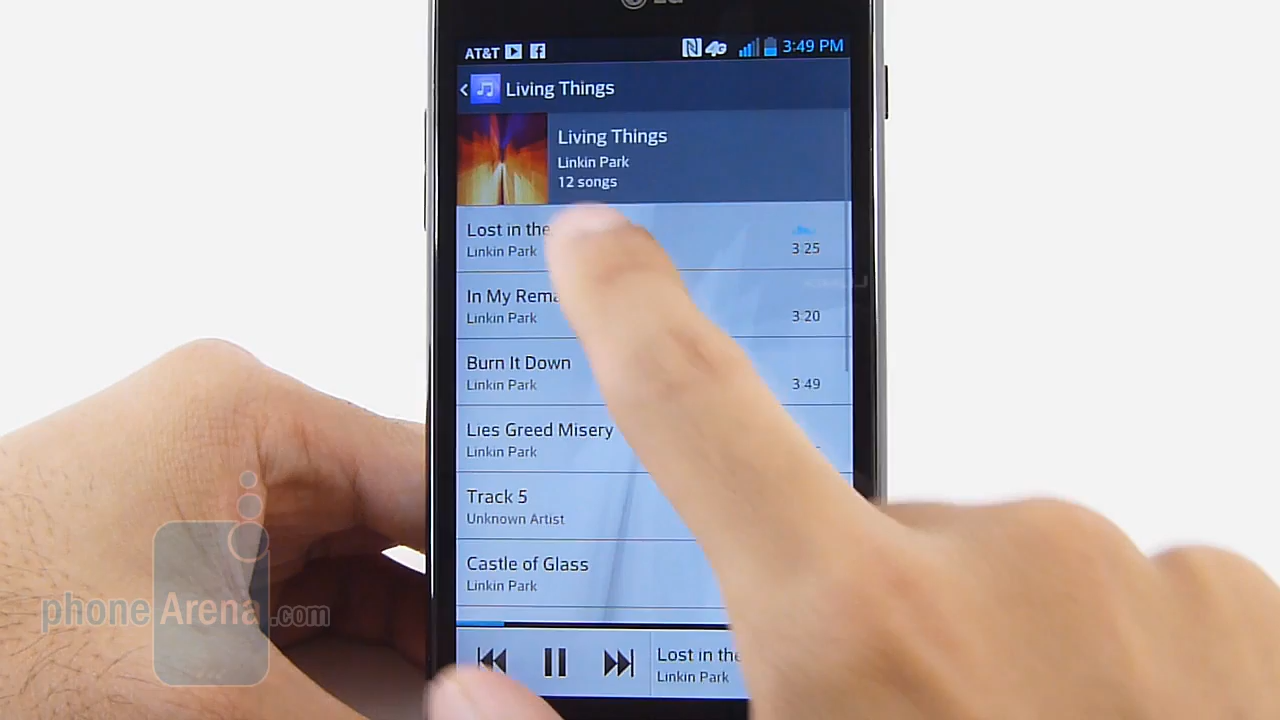 LG
AT&T 4G 3:49 PM
Living Things
Living Things
Linkin Park
12 songs
Lost in the
Linkin Park
3:25
In My Rema
Linkin Park
3:20
Burn It Down
Linkin Park
3:49
Lies Greed Misery
Linkin Park
Track 5
Unknown Artist
Castle of Glass
Linkin Park
Lost in the
Linkin Park
phoneArena.com